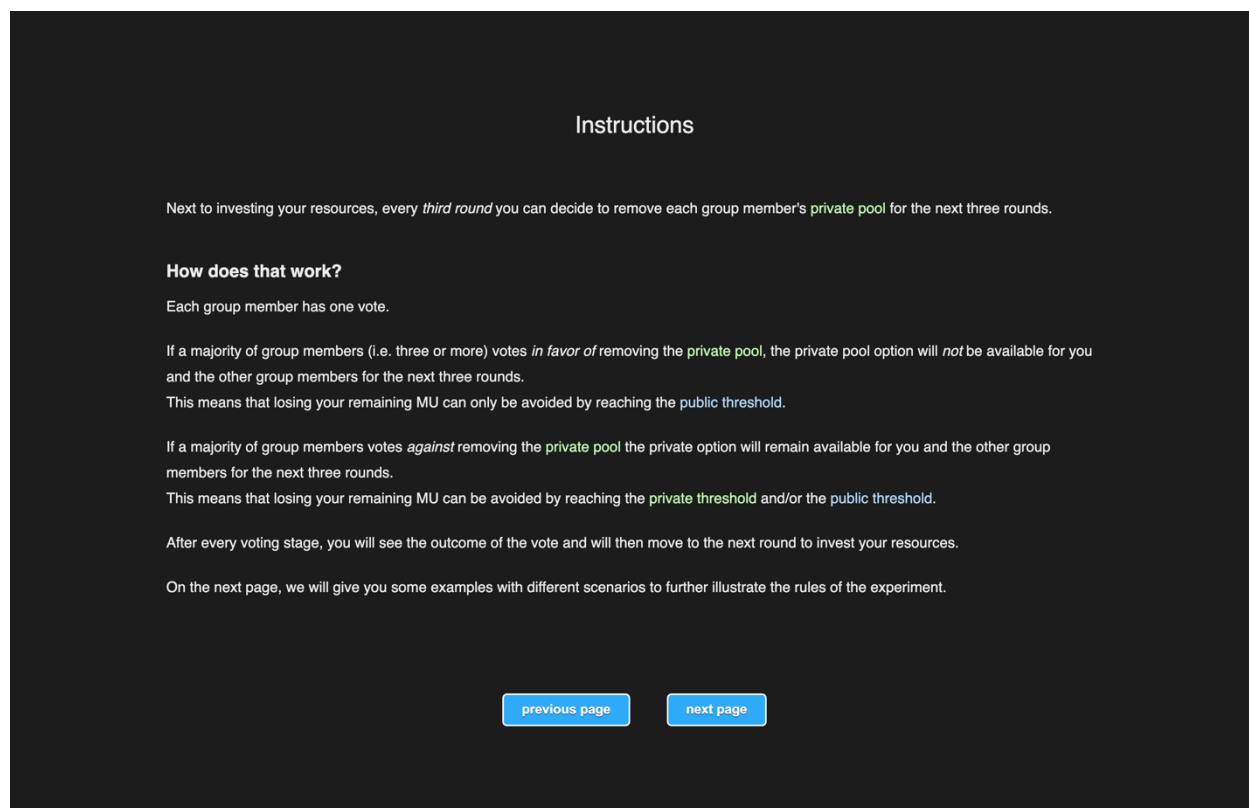 Instructions
Next to investing your resources, every third round you can decide to remove each group member's private pool for the next three rounds.
How does that work?
Each group member has one vote.
If a majority of group members (i.e. three or more) votes in favor of removing the private pool, the private pool option will not be available for you
and the other group members for the next three rounds.
This means that losing your remaining MU can only be avoided by reaching the public threshold.
If a majority of group members votes against removing the private pool the private option will remain available for you and the other group
members for the next three rounds.
This means that losing your remaining MU can be avoided by reaching the private threshold and/or the public threshold.
After every voting stage, you will see the outcome of the vote and will then move to the next round to invest your resources.
On the next page, we will give you some examples with different scenarios to further illustrate the rules of the experiment.
previous page next page